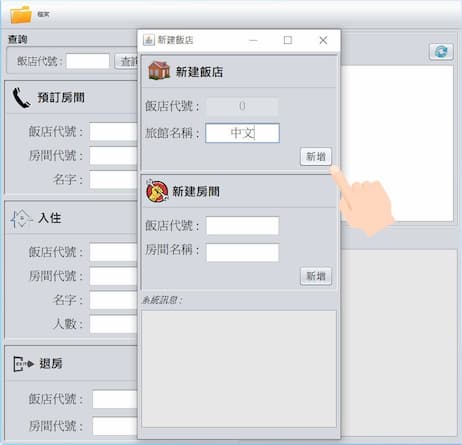 檔案
查詢
飯店代號：
查詢
預訂房間
飯店代號：
房間代號：
名字：
入住
飯店代號：
房間代號：
名字：
人數：
退房
飯店代號：
房間代號：
新建飯店
新建飯店
飯店代號： 0
旅館名稱： 中文
新增
新建房間
飯店代號：
房間名稱：
新增
系統訊息：